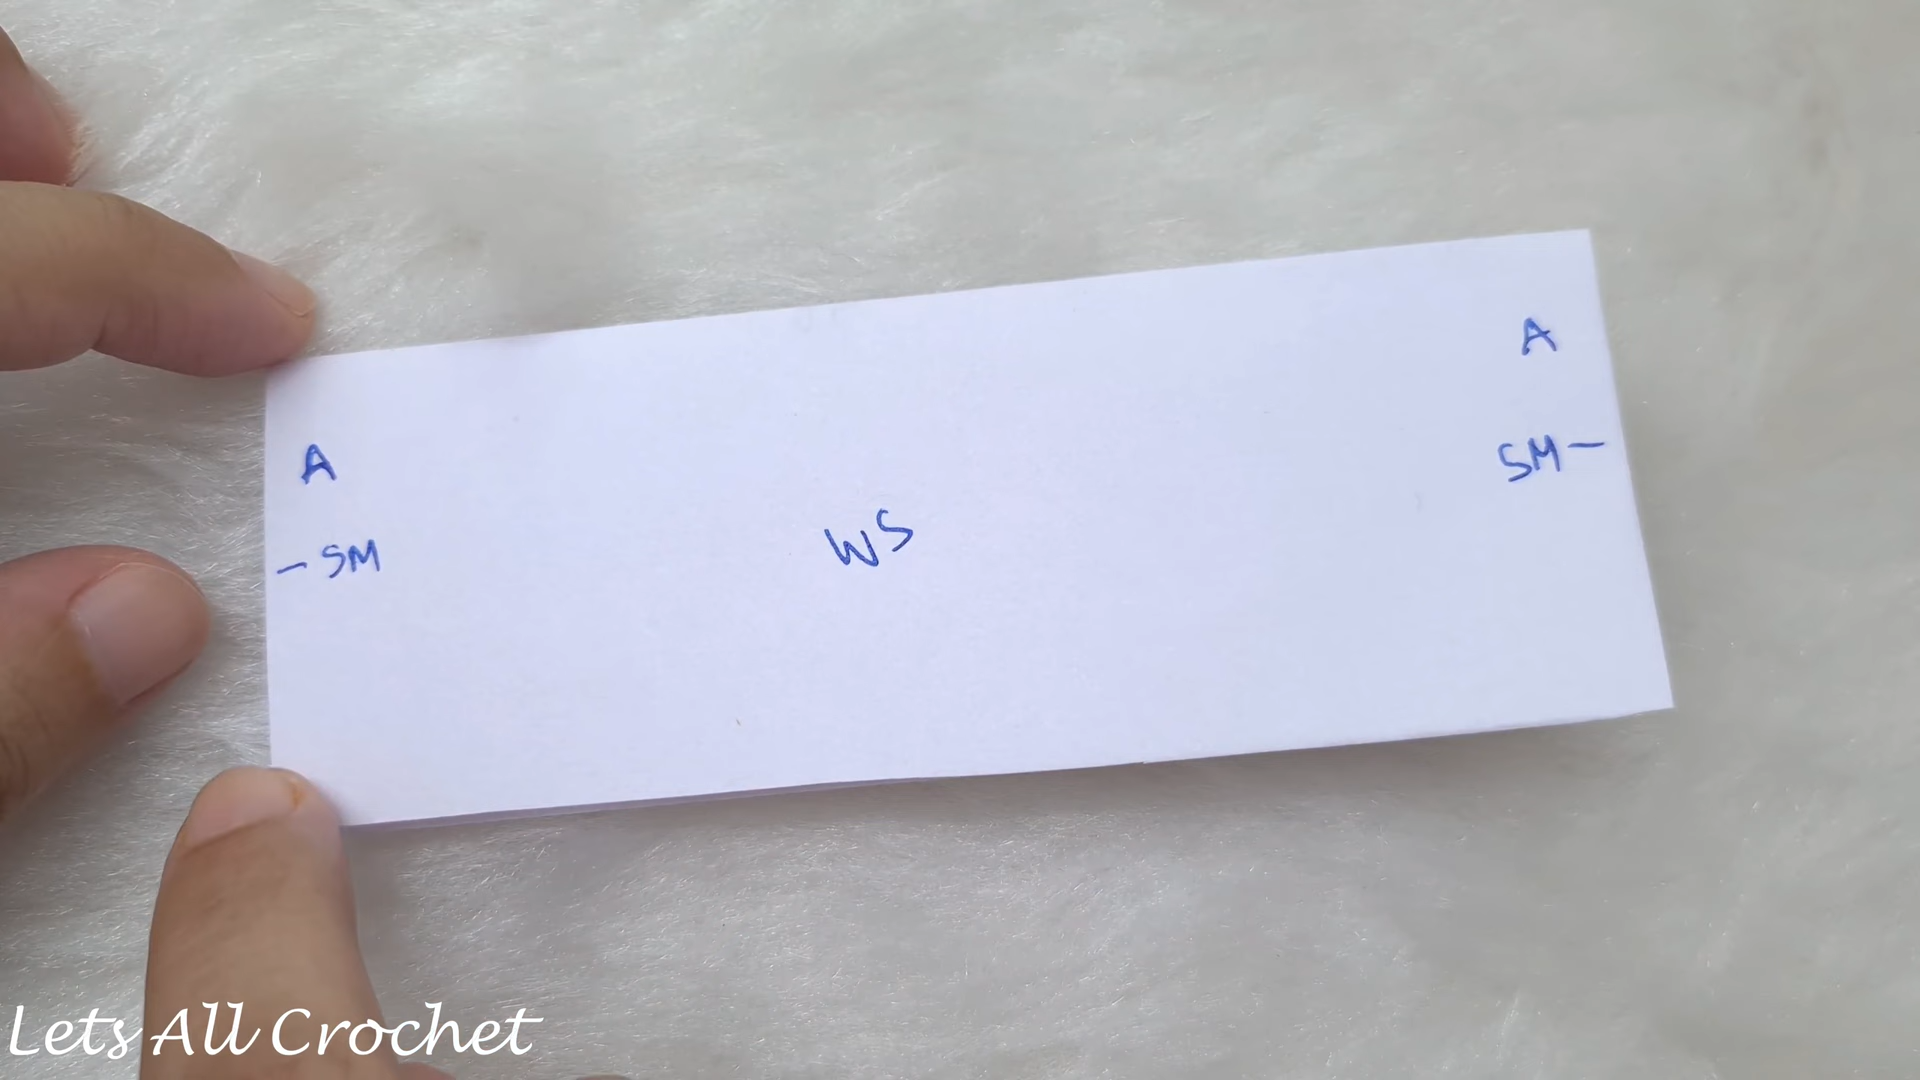 A
A
SM –
– SM
WS
Lets All Crochet